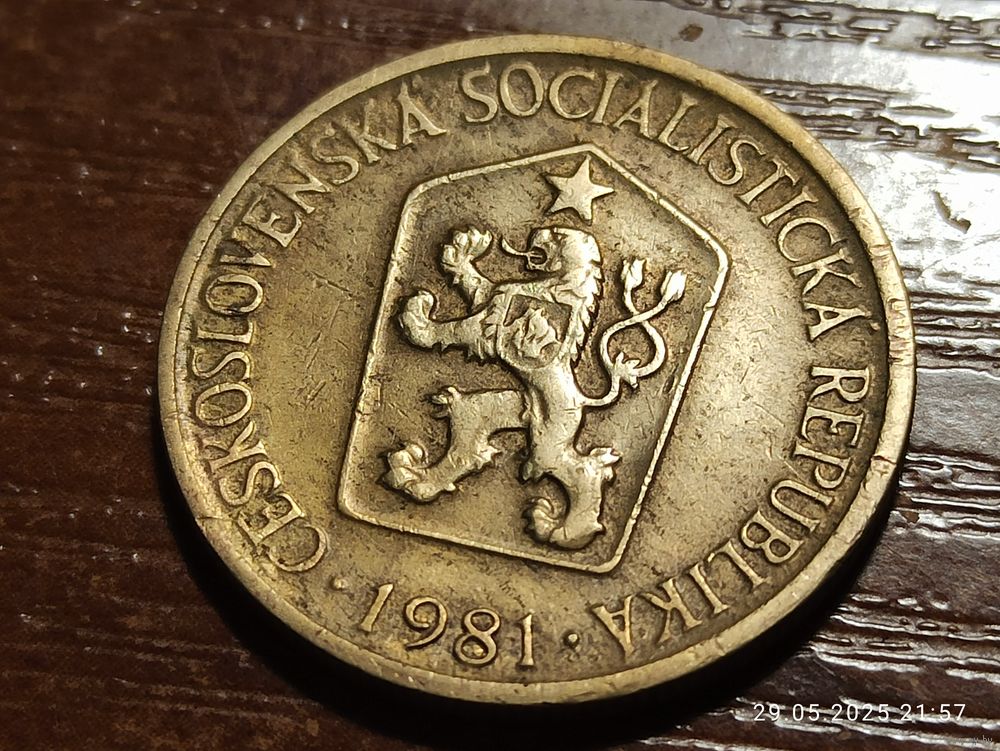 ČESKOSLOVENSKÁ SOCIALISTICKÁ REPUBLIKA
· 1981 ·
29.05.2025 21:57